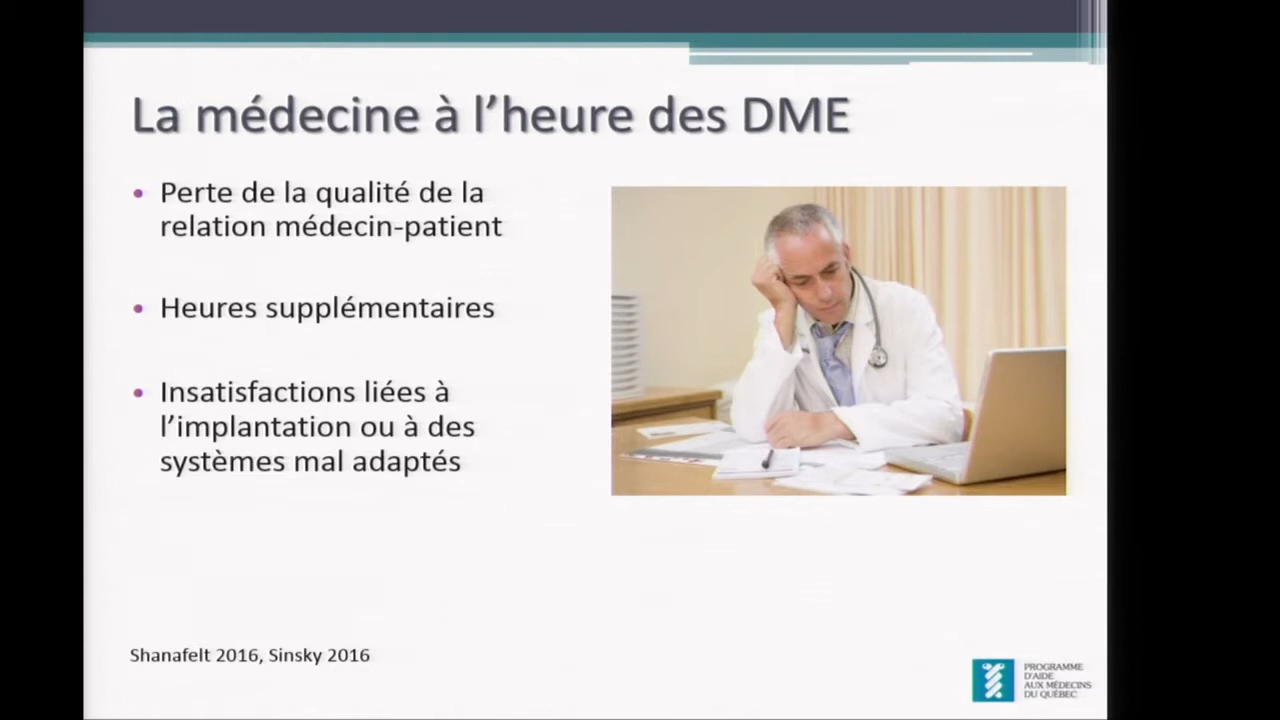 La médecine à l’heure des DME
• Perte de la qualité de la
relation médecin-patient
• Heures supplémentaires
• Insatisfactions liées à
l’implantation ou à des
systèmes mal adaptés
Shanafelt 2016, Sinsky 2016
PROGRAMME
D’AIDE
AUX MÉDECINS
DU QUÉBEC